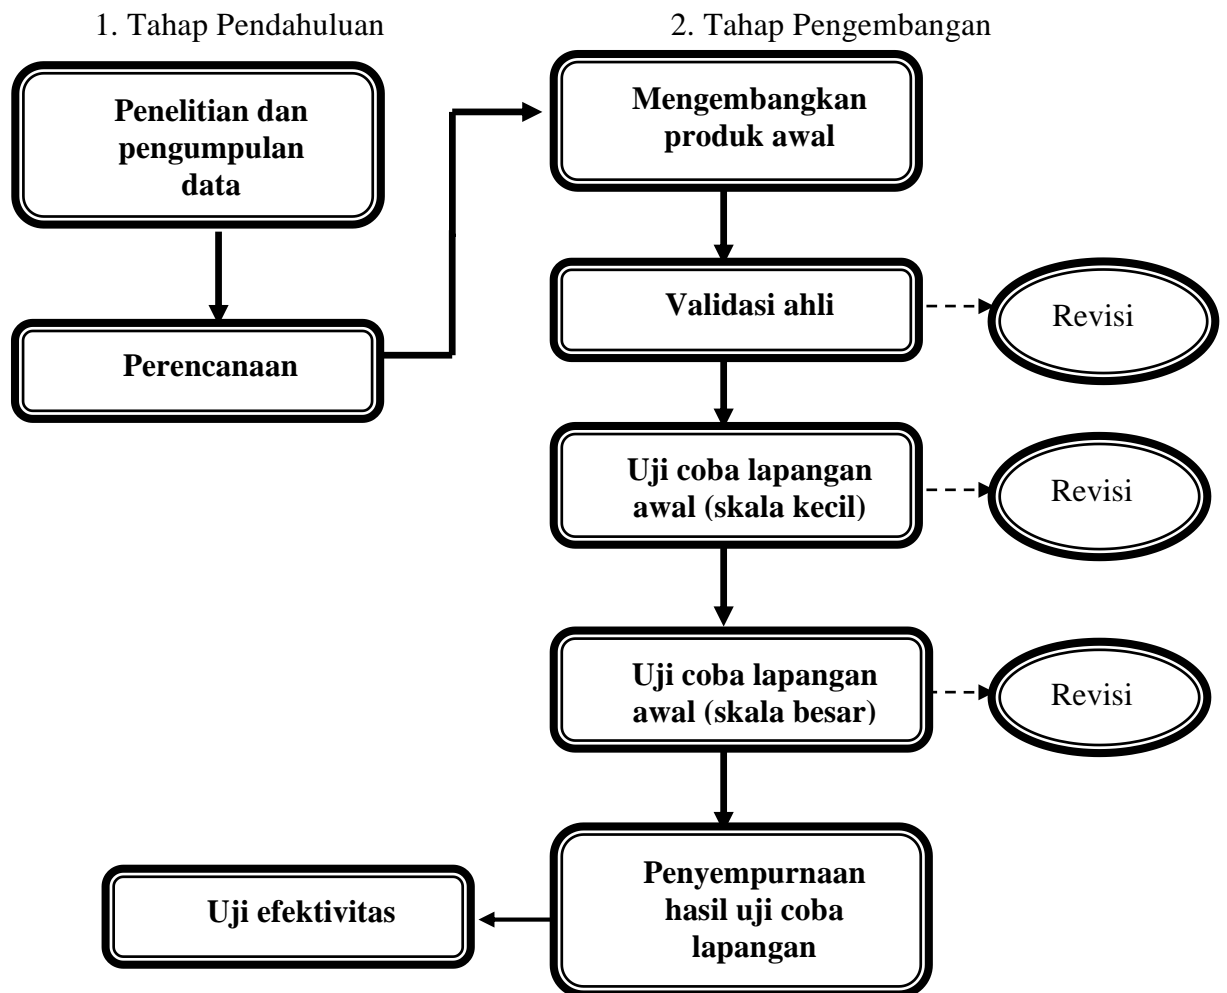 1. Tahap Pendahuluan
Penelitian dan
pengumpulan
data
Perencanaan
2. Tahap Pengembangan
Mengembangkan
produk awal
Validasi ahli
Revisi
Uji coba lapangan
awal (skala kecil)
Revisi
Uji coba lapangan
awal (skala besar)
Revisi
Penyempurnaan
hasil uji coba
lapangan
Uji efektivitas